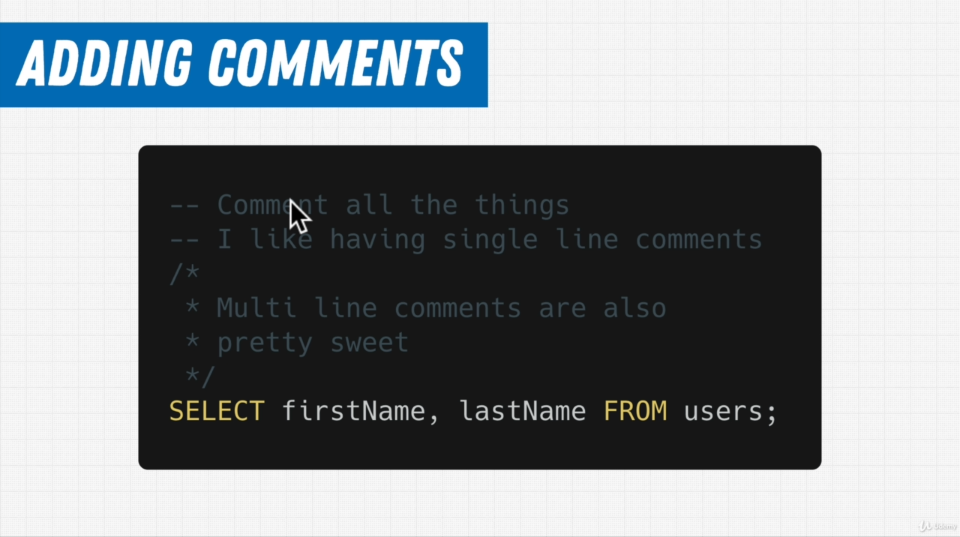 ADDING COMMENTS
-- Comment all the things
-- I like having single line comments
/*
 * Multi line comments are also
 * pretty sweet
 */
SELECT firstName, lastName FROM users;
Udemy